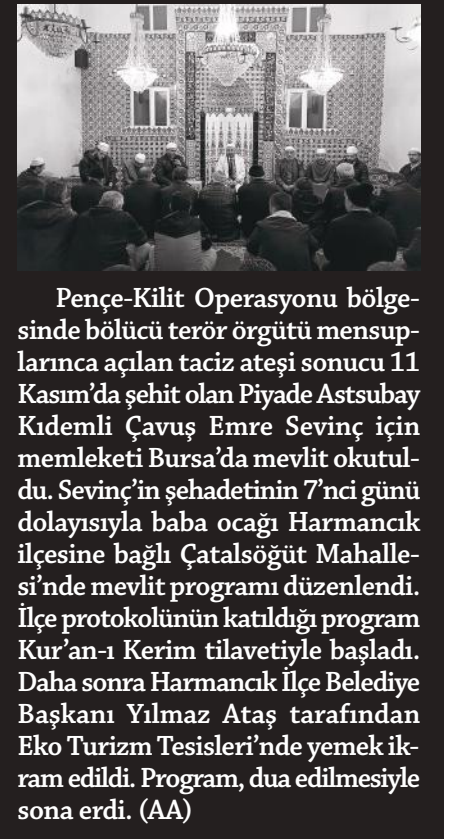 Pençe-Kilit Operasyonu bölge-
sinde bölücü terör örgütü mensup-
larınca açılan taciz ateşi sonucu 11
Kasım’da şehit olan Piyade Astsubay
Kıdemli Çavuş Emre Sevinç için
memleketi Bursa’da mevlit okutul-
du. Sevinç’in şehadetinin 7’nci günü
dolayısıyla baba ocağı Harmancık
ilçesine bağlı Çatalsöğüt Mahalle-
si’nde mevlit programı düzenlendi.
İlçe protokolünün katıldığı program
Kur’an-ı Kerim tilavetiyle başladı.
Daha sonra Harmancık İlçe Belediye
Başkanı Yılmaz Ataş tarafından
Eko Turizm Tesisleri’nde yemek ik-
ram edildi. Program, dua edilmesiyle
sona erdi. (AA)